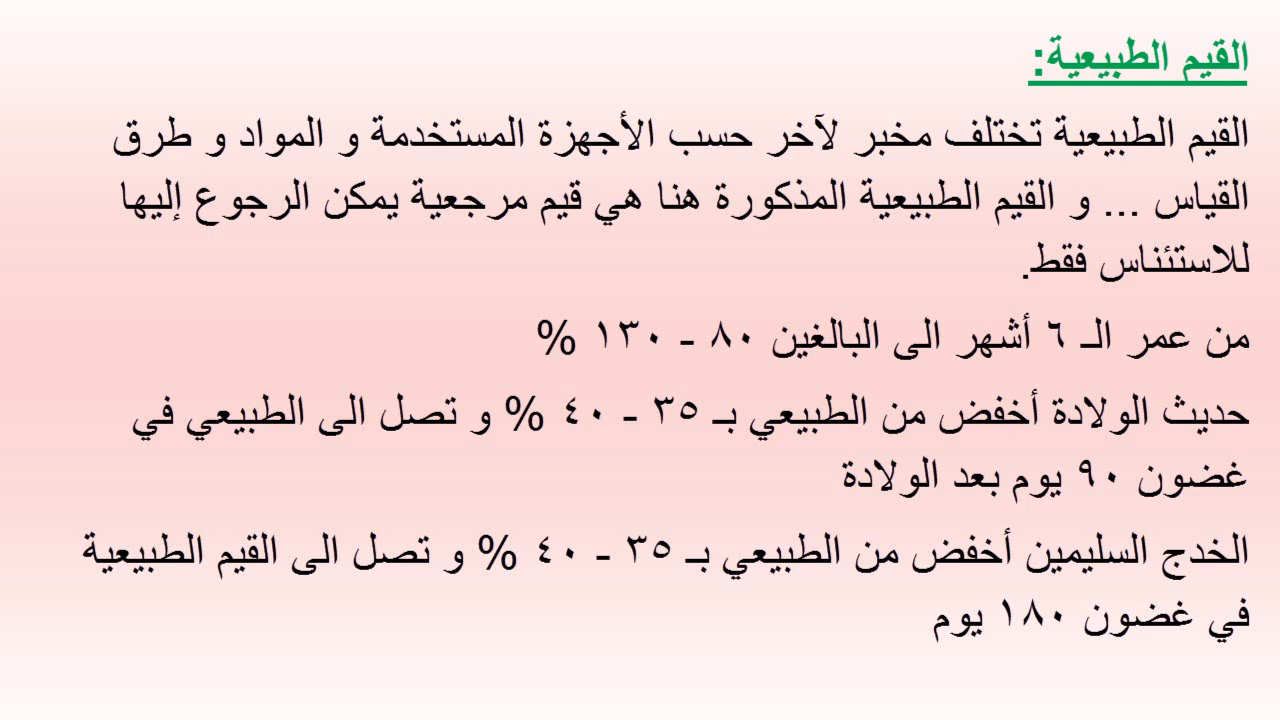 القيم الطبيعية:
القيم الطبيعية تختلف مخبر لآخر حسب الأجهزة المستخدمة و المواد و طرق
القياس ... و القيم الطبيعية المذكورة هنا هي قيم مرجعية يمكن الرجوع إليها
للاستئناس فقط.
من عمر الـ ٦ أشهر الى البالغين ٨٠ - ١٣٠ %
حديث الولادة أخفض من الطبيعي بـ ٣٥ - ٤٠ % و تصل الى الطبيعي في
غضون ٩٠ يوم بعد الولادة
الخدج السليمين أخفض من الطبيعي بـ ٣٥ - ٤٠ % و تصل الى القيم الطبيعية
في غضون ١٨٠ يوم